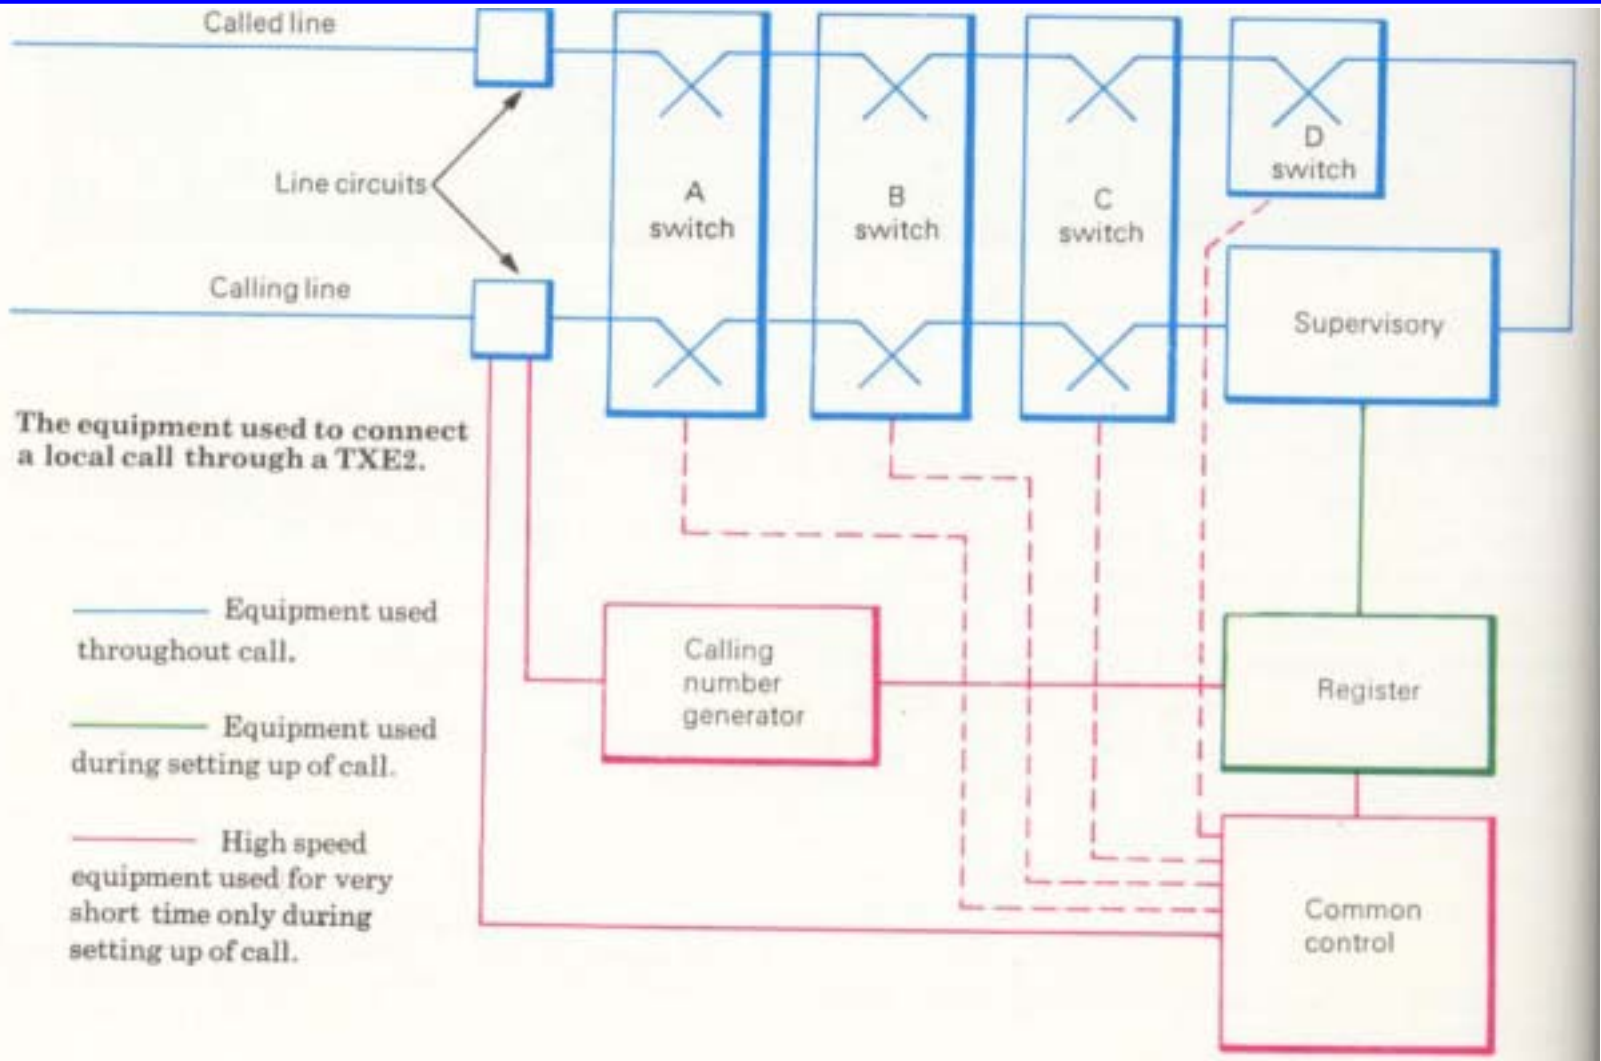 Called line
Line circuits
A
switch
B
switch
C
switch
D
switch
Calling line
Supervisory
The equipment used to connect
a local call through a TXE2.
Equipment used
throughout call.
Equipment used
during setting up of call.
High speed
equipment used for very
short time only during
setting up of call.
Calling
number
generator
Register
Common
control